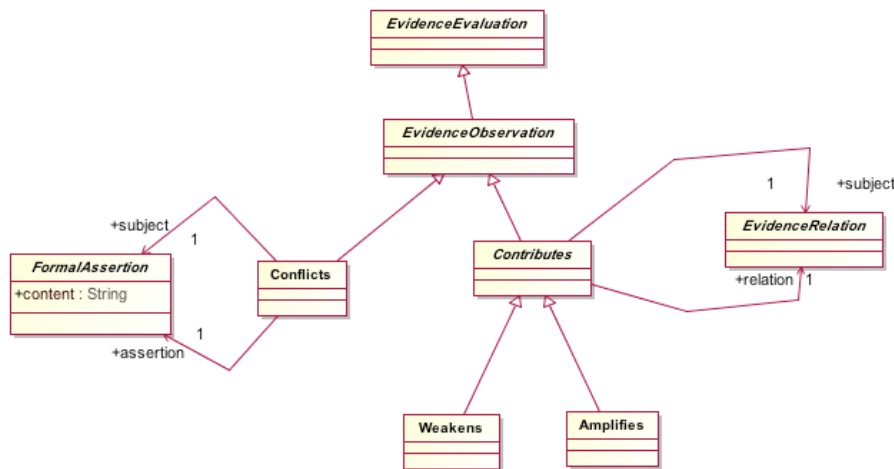 EvidenceEvaluation
EvidenceObservation
1
+subject
+subject
1
EvidenceRelation
FormalAssertion
Conflicts
Contributes
+content : String
+relation
1
1
+assertion
Weakens
Amplifies